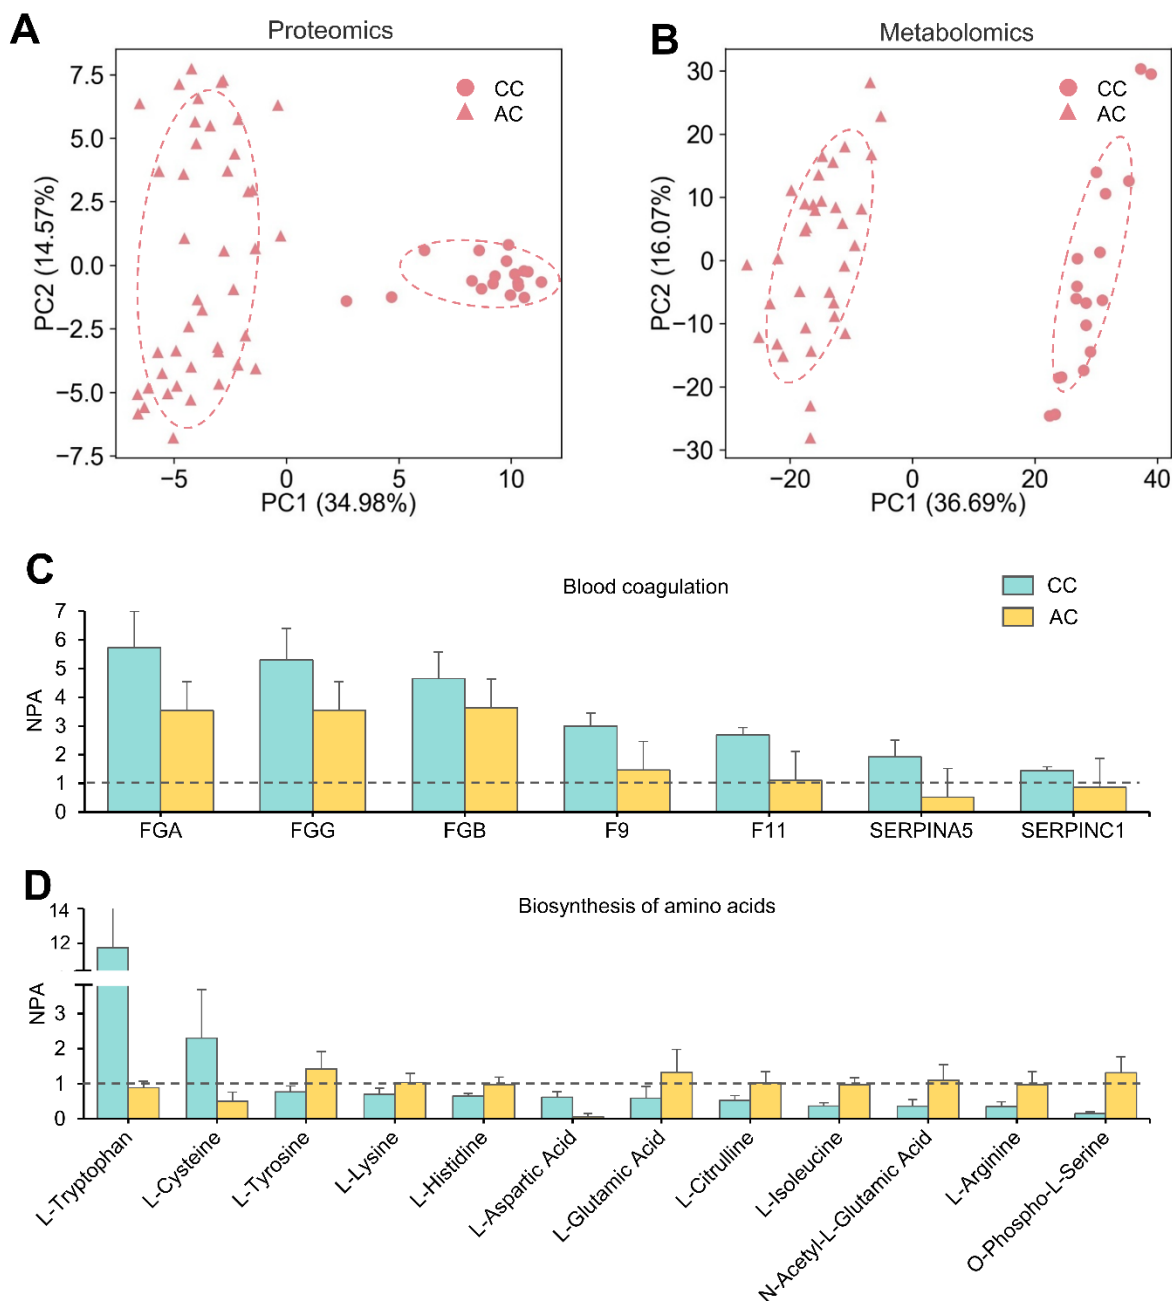 A
Proteomics
CC
AC
7.5
5.0
2.5
0.0
−2.5
−5.0
−7.5
PC2 (14.57%)
−5
0
5
10
PC1 (34.98%)
B
Metabolomics
CC
AC
30
20
10
0
−10
−20
−30
PC2 (16.07%)
−20
0
20
40
PC1 (36.69%)
C
Blood coagulation
CC
AC
7
6
5
4
3
2
1
0
NPA
FGA
FGG
FGB
F9
F11
SERPINA5
SERPINC1
D
Biosynthesis of amino acids
14
12
3
2
1
0
NPA
L-Tryptophan
L-Cysteine
L-Tyrosine
L-Lysine
L-Histidine
L-Aspartic Acid
L-Glutamic Acid
L-Citrulline
L-Isoleucine
N-Acetyl-L-Glutamic Acid
L-Arginine
O-Phospho-L-Serine